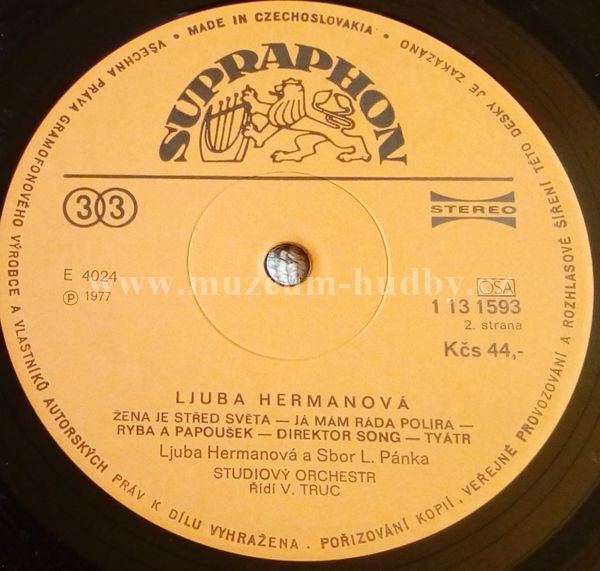 VŠECHNA PRÁVA GRAMOFONOVÉHO VÝROBCE A VLASTNÍKŮ AUTORSKÝCH PRÁV K DÍLU VYHRAŽENA. POŘIZOVÁNÍ KOPIÍ, VEŘEJNÉ PROVOZOVÁNÍ A ROZHLASOVÉ ŠÍŘENÍ TÉTO DESKY JE ZAKÁZÁNO
• MADE IN CZECHOSLOVAKIA •
SUPRAPHON
33
STEREO
E 4024
Ⓟ 1977
www.muzeum-hudby.
OSA
1 13 1593
2. strana
Kčs 44,-
LJUBA HERMANOVÁ
ŽENA JE STŘED SVĚTA — JÁ MÁM RÁDA POLÍRA —
RYBA A PAPOUŠEK — DIREKTOR SONG — TYÁTR
Ljuba Hermanová a Sbor L. Pánka
STUDIOVÝ ORCHESTR
Řídí V. TRUC